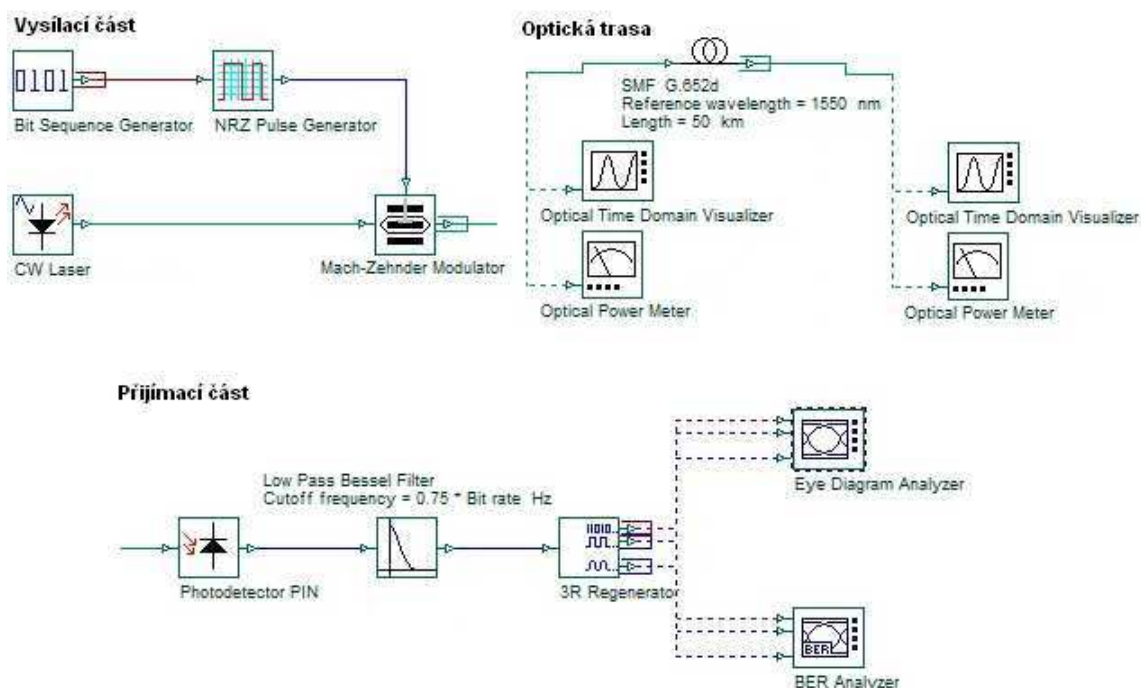 Vysílací část
Bit Sequence Generator
NRZ Pulse Generator
CW Laser
Mach-Zehnder Modulator
Optická trasa
SMF G.652d
Reference wavelength = 1550 nm
Length = 50 km
Optical Time Domain Visualizer
Optical Power Meter
Optical Time Domain Visualizer
Optical Power Meter
Přijímací část
Low Pass Bessel Filter
Cutoff frequency = 0.75 * Bit rate Hz
Photodetector PIN
3R Regenerator
Eye Diagram Analyzer
BER
BER Analyzer